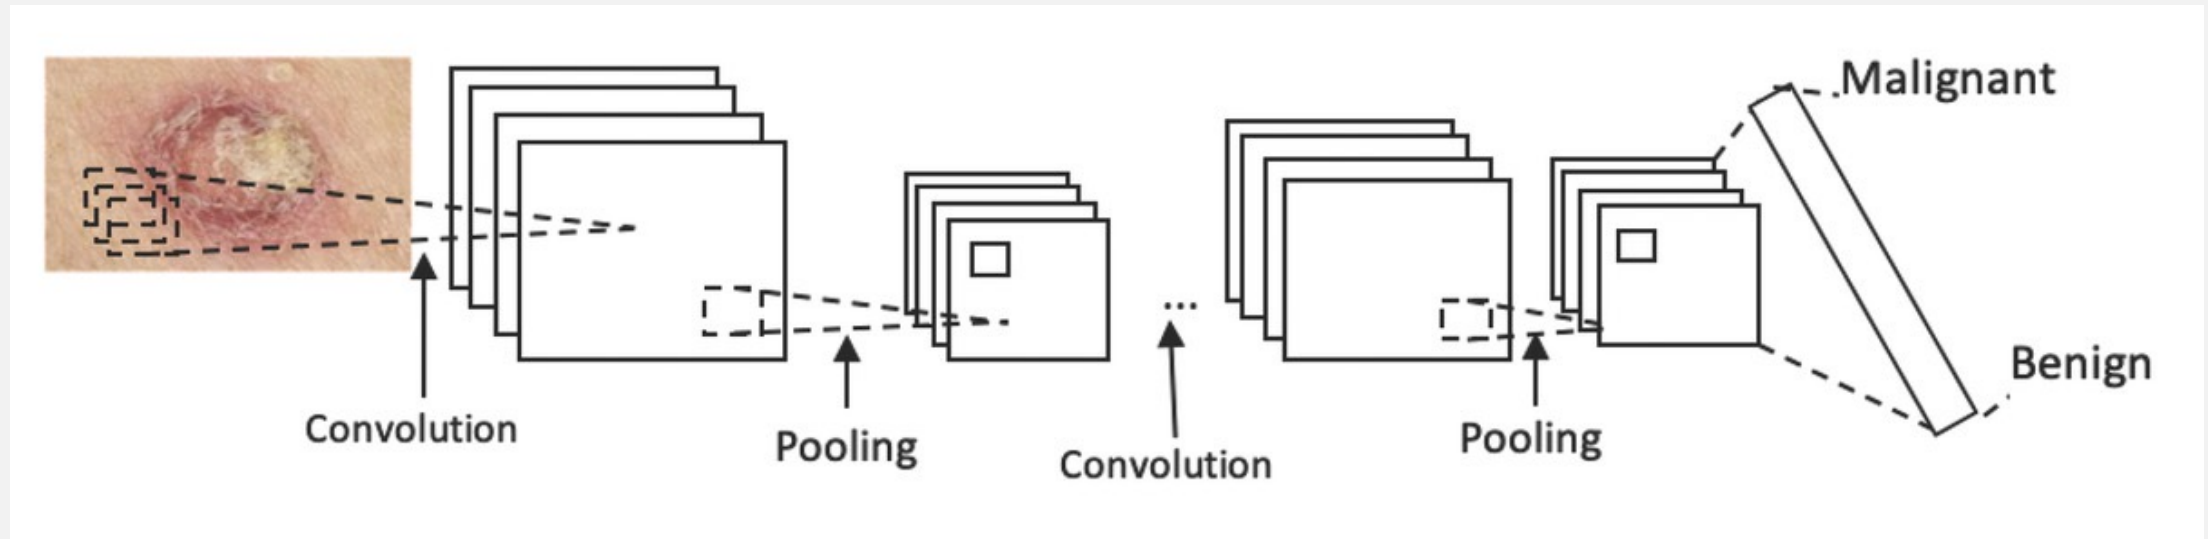 Malignant
Benign
Convolution
Pooling
...
Convolution
Pooling